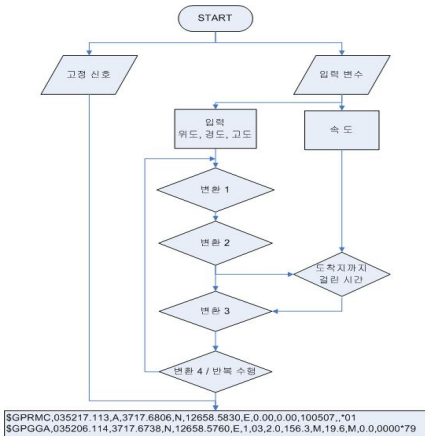 START
고정 신호
입력 변수
입력
위도, 경도, 고도
속 도
변환 1
변환 2
도착지까지
걸린 시간
변환 3
변환 4 / 반복 수행
$GPRMC,035217.113,A,3717.6806,N,12658.5830,E,0.00,0.00,100507,,*01
$GPGGA,035206.114,3717.6738,N,12658.5760,E,1,03,2.0,156.3,M,19.6,M,0.0,0000*79